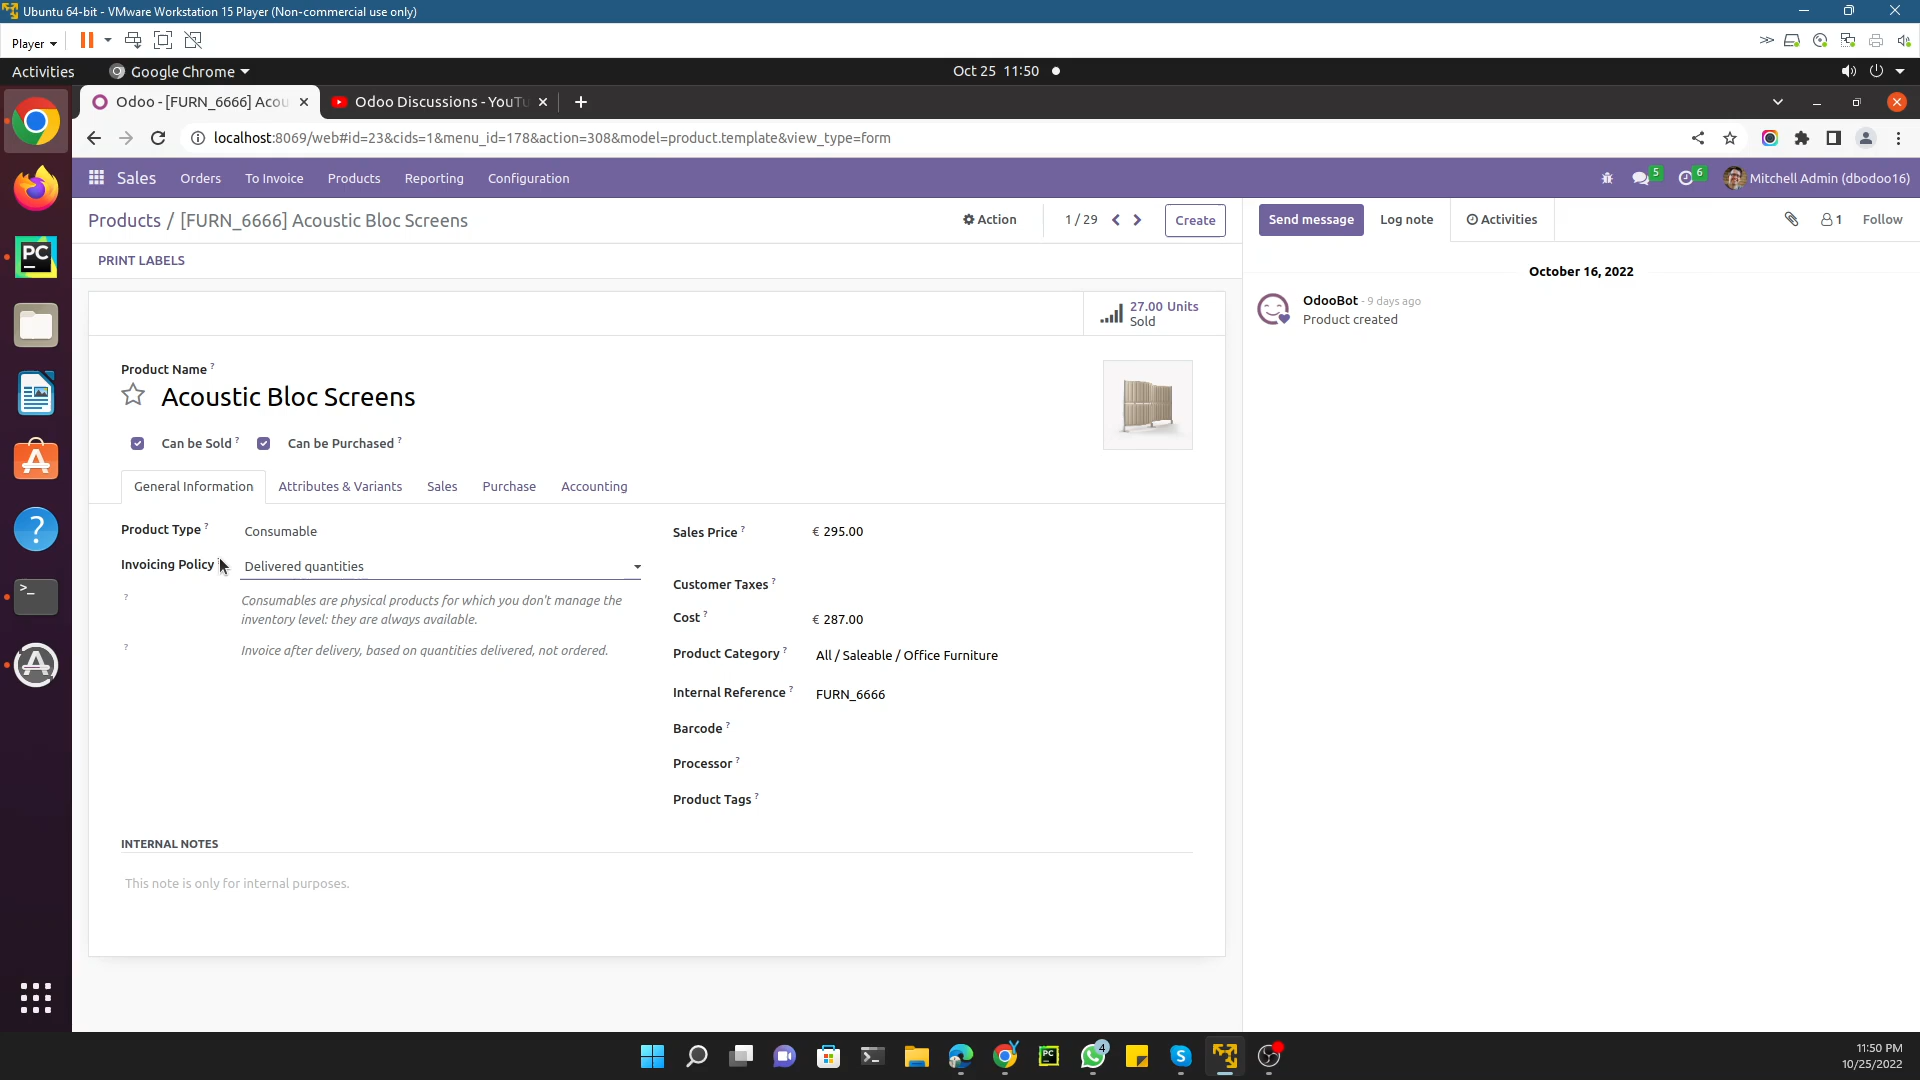 Ubuntu 64-bit - VMware Workstation 15 Player (Non-commercial use only)
Player
Activities
Google Chrome
Oct 25 11:50
Odoo - [FURN_6666] Acou
Odoo Discussions - YouTu
localhost:8069/web#id=23&cids=1&menu_id=178&action=308&model=product.template&view_type=form
Sales
Orders
To Invoice
Products
Reporting
Configuration
5
6
Mitchell Admin (dbodoo16)
Products / [FURN_6666] Acoustic Bloc Screens
Action
1 / 29
Create
Send message
Log note
Activities
1
Follow
PRINT LABELS
October 16, 2022
OdooBot - 9 days ago
Product created
27.00 Units
Sold
Product Name ?
Acoustic Bloc Screens
Can be Sold ?
Can be Purchased ?
General Information
Attributes & Variants
Sales
Purchase
Accounting
Product Type ?
Consumable
Invoicing Policy
Delivered quantities
?
Consumables are physical products for which you don't manage the
inventory level: they are always available.
?
Invoice after delivery, based on quantities delivered, not ordered.
Sales Price ?
€ 295.00
Customer Taxes ?
Cost ?
€ 287.00
Product Category ?
All / Saleable / Office Furniture
Internal Reference ?
FURN_6666
Barcode ?
Processor ?
Product Tags ?
INTERNAL NOTES
This note is only for internal purposes.
PC
>_
?
PC
4
S
11:50 PM
10/25/2022